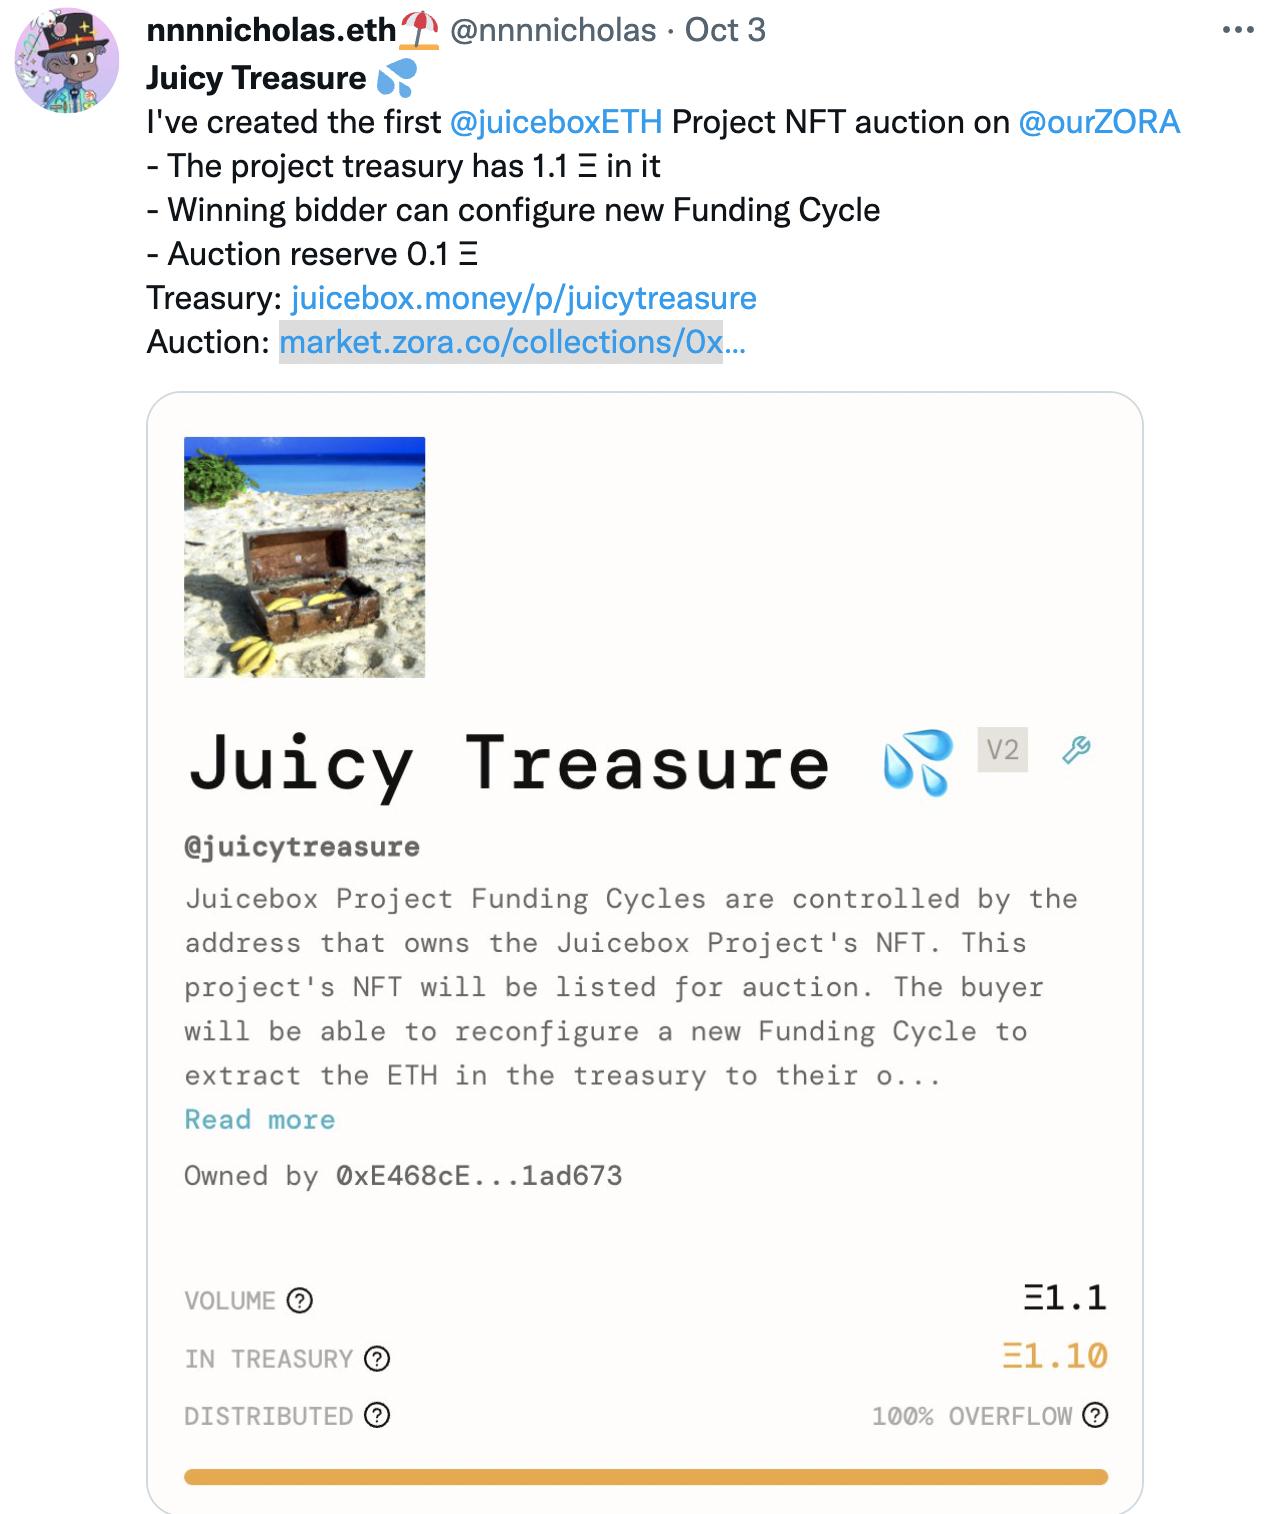 nnnnicholas.eth⛱️ @nnnnicholas · Oct 3
Juicy Treasure 💦
I've created the first @juiceboxETH Project NFT auction on @ourZORA
- The project treasury has 1.1 Ξ in it
- Winning bidder can configure new Funding Cycle
- Auction reserve 0.1 Ξ
Treasury: juicebox.money/p/juicytreasure
Auction: market.zora.co/collections/0x...
Juicy Treasure 💦 V2
@juicytreasure
Juicebox Project Funding Cycles are controlled by the
address that owns the Juicebox Project's NFT. This
project's NFT will be listed for auction. The buyer
will be able to reconfigure a new Funding Cycle to
extract the ETH in the treasury to their o...
Read more
Owned by 0xE468cE...1ad673
VOLUME ? Ξ1.1
IN TREASURY ? Ξ1.10
DISTRIBUTED ? 100% OVERFLOW ?